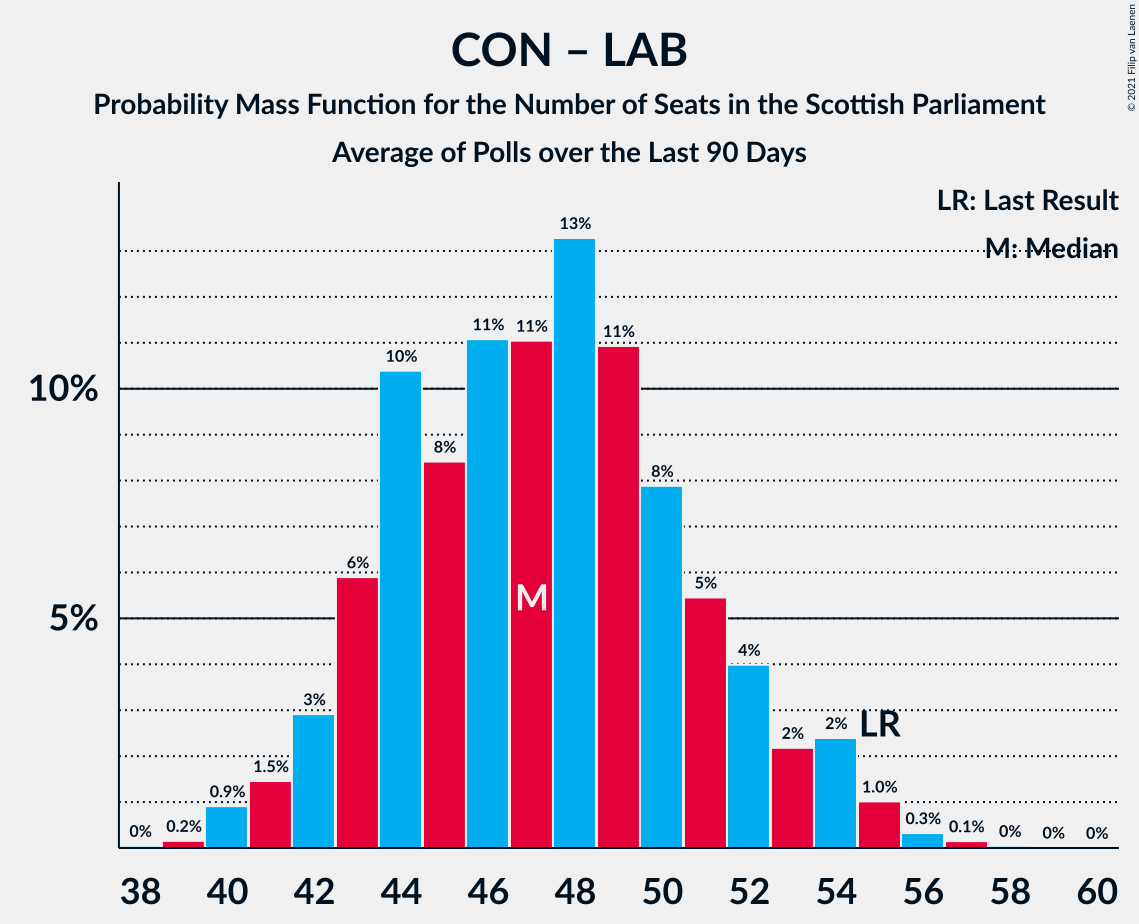 CON – LAB
Probability Mass Function for the Number of Seats in the Scottish Parliament
Average of Polls over the Last 90 Days
© 2021 Filip van Laenen
LR: Last Result
M: Median
10%
5%
0%
0.2%
0.9%
1.5%
3%
6%
10%
8%
11%
11%
13%
11%
8%
5%
4%
2%
2%
1.0%
0.3%
0.1%
0%
0%
0%
M
LR
38 40 42 44 46 48 50 52 54 56 58 60